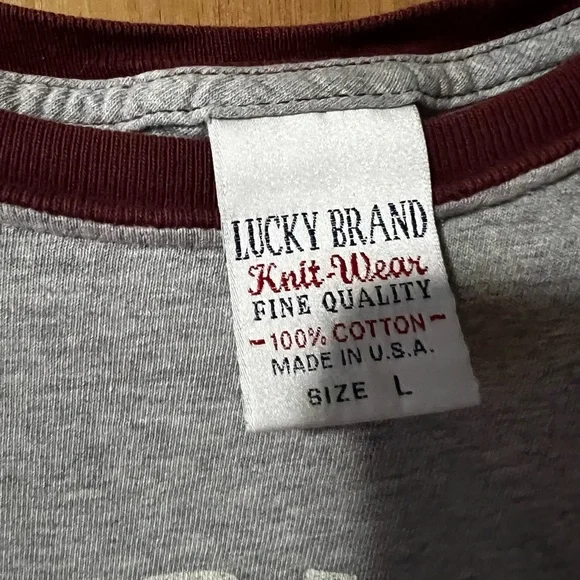 LUCKY BRAND
Knit-Wear
FINE QUALITY
-100% COTTON-
MADE IN U.S.A.
SIZE L